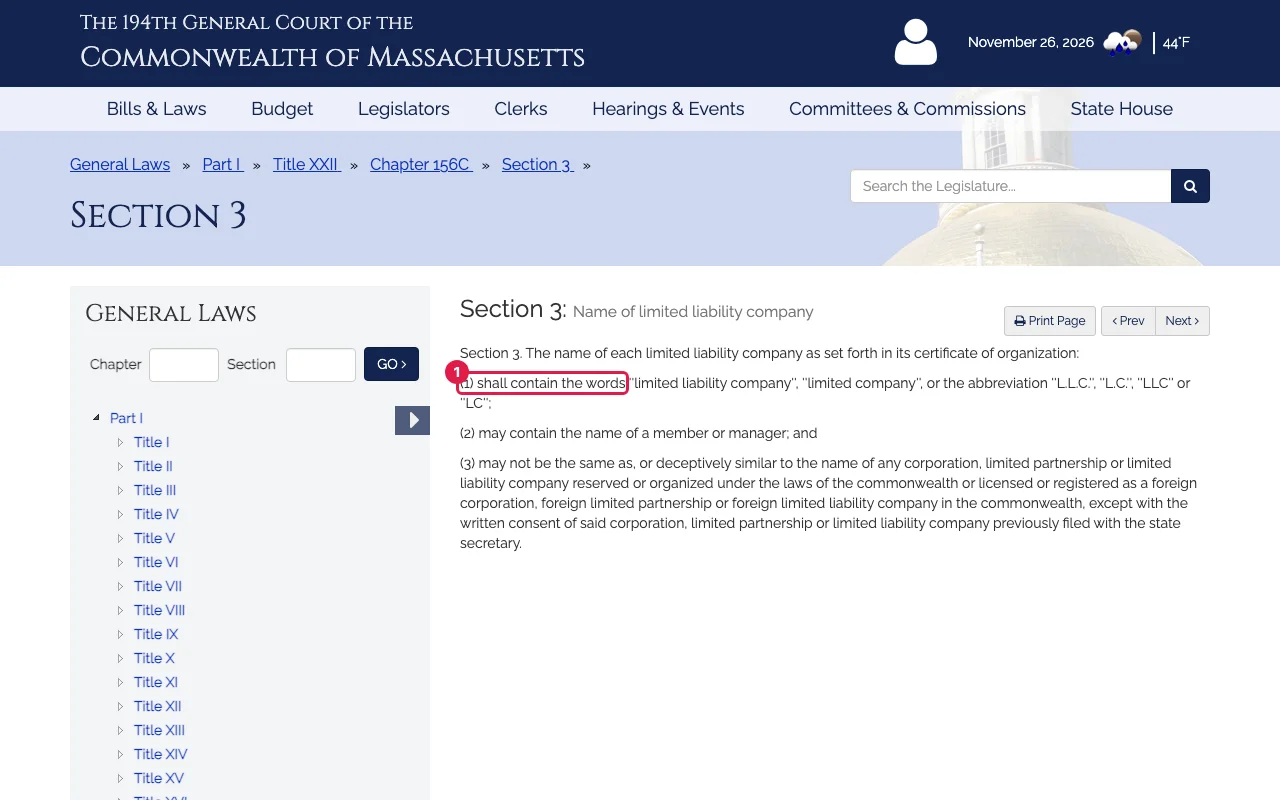 The 194th General Court of the
Commonwealth of Massachusetts
November 26, 2026
44°F
Bills & Laws
Budget
Legislators
Clerks
Hearings & Events
Committees & Commissions
State House
General Laws » Part I » Title XXII » Chapter 156C » Section 3 »
Search the Legislature...
Section 3
General Laws
Chapter
Section
GO ›
Part I
Title I
Title II
Title III
Title IV
Title V
Title VI
Title VII
Title VIII
Title IX
Title X
Title XI
Title XII
Title XIII
Title XIV
Title XV
Title XVI
Section 3: Name of limited liability company
Print Page
‹ Prev
Next ›
Section 3. The name of each limited liability company as set forth in its certificate of organization:
1
(1) shall contain the words ''limited liability company'', ''limited company'', or the abbreviation ''L.L.C.'', ''L.C.'', ''LLC'' or
''LC'';
(2) may contain the name of a member or manager; and
(3) may not be the same as, or deceptively similar to the name of any corporation, limited partnership or limited
liability company reserved or organized under the laws of the commonwealth or licensed or registered as a foreign
corporation, foreign limited partnership or foreign limited liability company in the commonwealth, except with the
written consent of said corporation, limited partnership or limited liability company previously filed with the state
secretary.